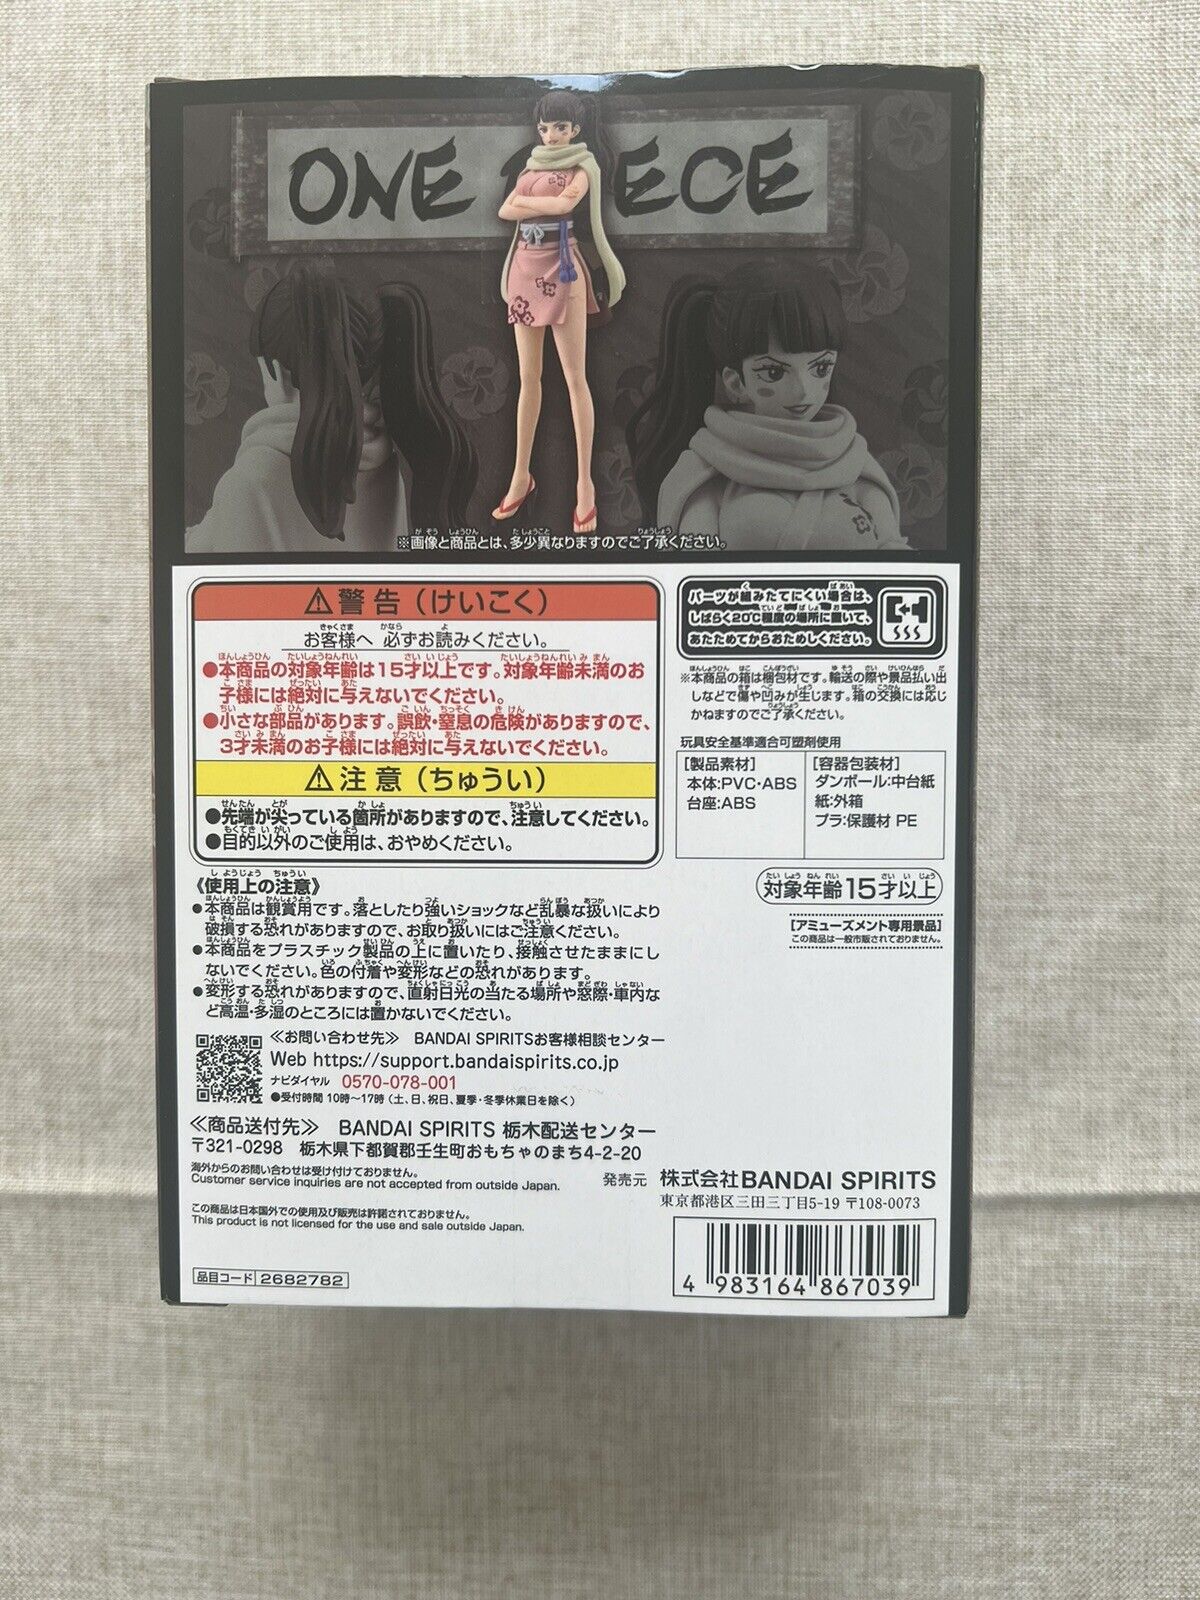 ONE PIECE
※画像と商品とは、多少異なりますのでご了承ください。
⚠警告（けいこく）
お客様へ 必ずお読みください。
●本商品の対象年齢は15才以上です。対象年齢未満のお
子様には絶対に与えないでください。
●小さな部品があります。誤飲・窒息の危険がありますので、
3才未満のお子様には絶対に与えないでください。
⚠注意（ちゅうい）
●先端が尖っている箇所がありますので、注意してください。
●目的以外のご使用は、おやめください。
《使用上の注意》
●本商品は観賞用です。落としたり強いショックなど乱暴な扱いにより
破損する恐れがありますので、お取り扱いにはご注意ください。
●本商品をプラスチック製品の上に置いたり、接触させたままにし
ないでください。色の付着や変形などの恐れがあります。
●変形する恐れがありますので、直射日光の当たる場所や窓際・車内な
ど高温・多湿のところには置かないでください。
≪お問い合わせ先≫ BANDAI SPIRITSお客様相談センター
Web https://support.bandaispirits.co.jp
ナビダイヤル 0570-078-001
●受付時間 10時〜17時（土、日、祝日、夏季・冬季休業日を除く）
≪商品送付先≫ BANDAI SPIRITS 栃木配送センター
〒321-0298 栃木県下都賀郡壬生町おもちゃのまち4-2-20
海外からのお問い合わせは受け付けておりません。
Customer service inquiries are not accepted from outside Japan.
この商品は日本国外での使用及び販売は許諾されておりません。
This product is not licensed for the use and sale outside Japan.
品目コード 2682782
パーツが組みたてにくい場合は、
しばらく20℃程度の場所に置いて、
あたためてからおためしください。
※本商品の箱は梱包材です。輸送の際や景品払い出
しなどで傷や凹みが生じます。箱の交換には応じ
かねますのでご了承ください。
玩具安全基準適合可塑剤使用
[製品素材]
本体:PVC・ABS
台座:ABS
[容器包装材]
ダンボール:中台紙
紙:外箱
プラ:保護材 PE
対象年齢15才以上
[アミューズメント専用景品]
この商品は一般市販されておりません。
発売元 株式会社BANDAI SPIRITS
東京都港区三田三丁目5-19 〒108-0073
4 983164 867039